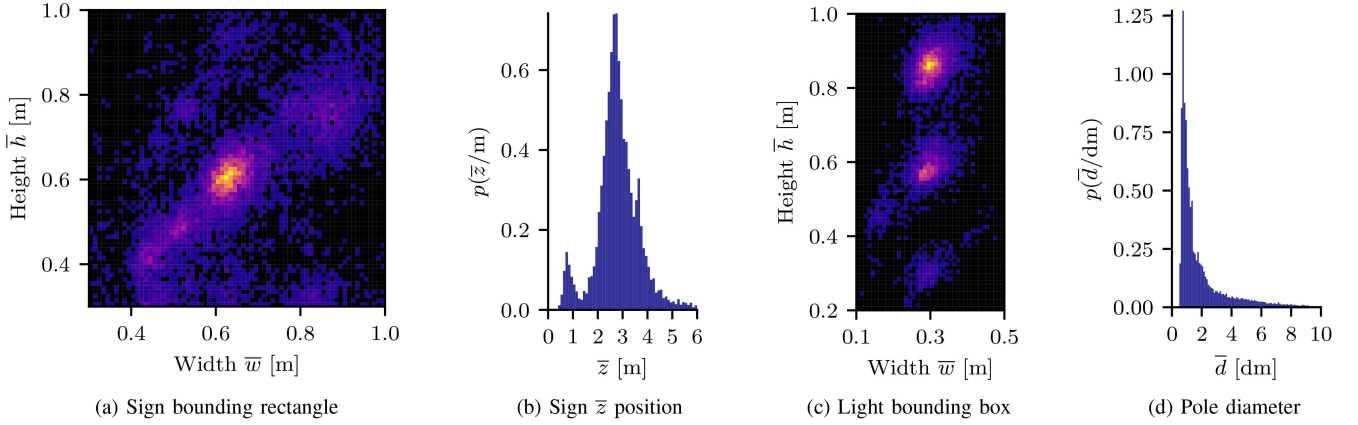 1.0
0.8
0.6
0.4
Height h̅ [m]
0.4 0.6 0.8 1.0
Width w̅ [m]
(a) Sign bounding rectangle
0.6
0.4
0.2
0.0
p(z̅/m)
0 1 2 3 4 5 6
z̅ [m]
(b) Sign z̅ position
1.0
0.8
0.6
0.4
0.2
Height h̅ [m]
0.1 0.3 0.5
Width w̅ [m]
(c) Light bounding box
1.25
1.00
0.75
0.50
0.25
0.00
p(d̅/dm)
0 2 4 6 8 10
d̅ [dm]
(d) Pole diameter